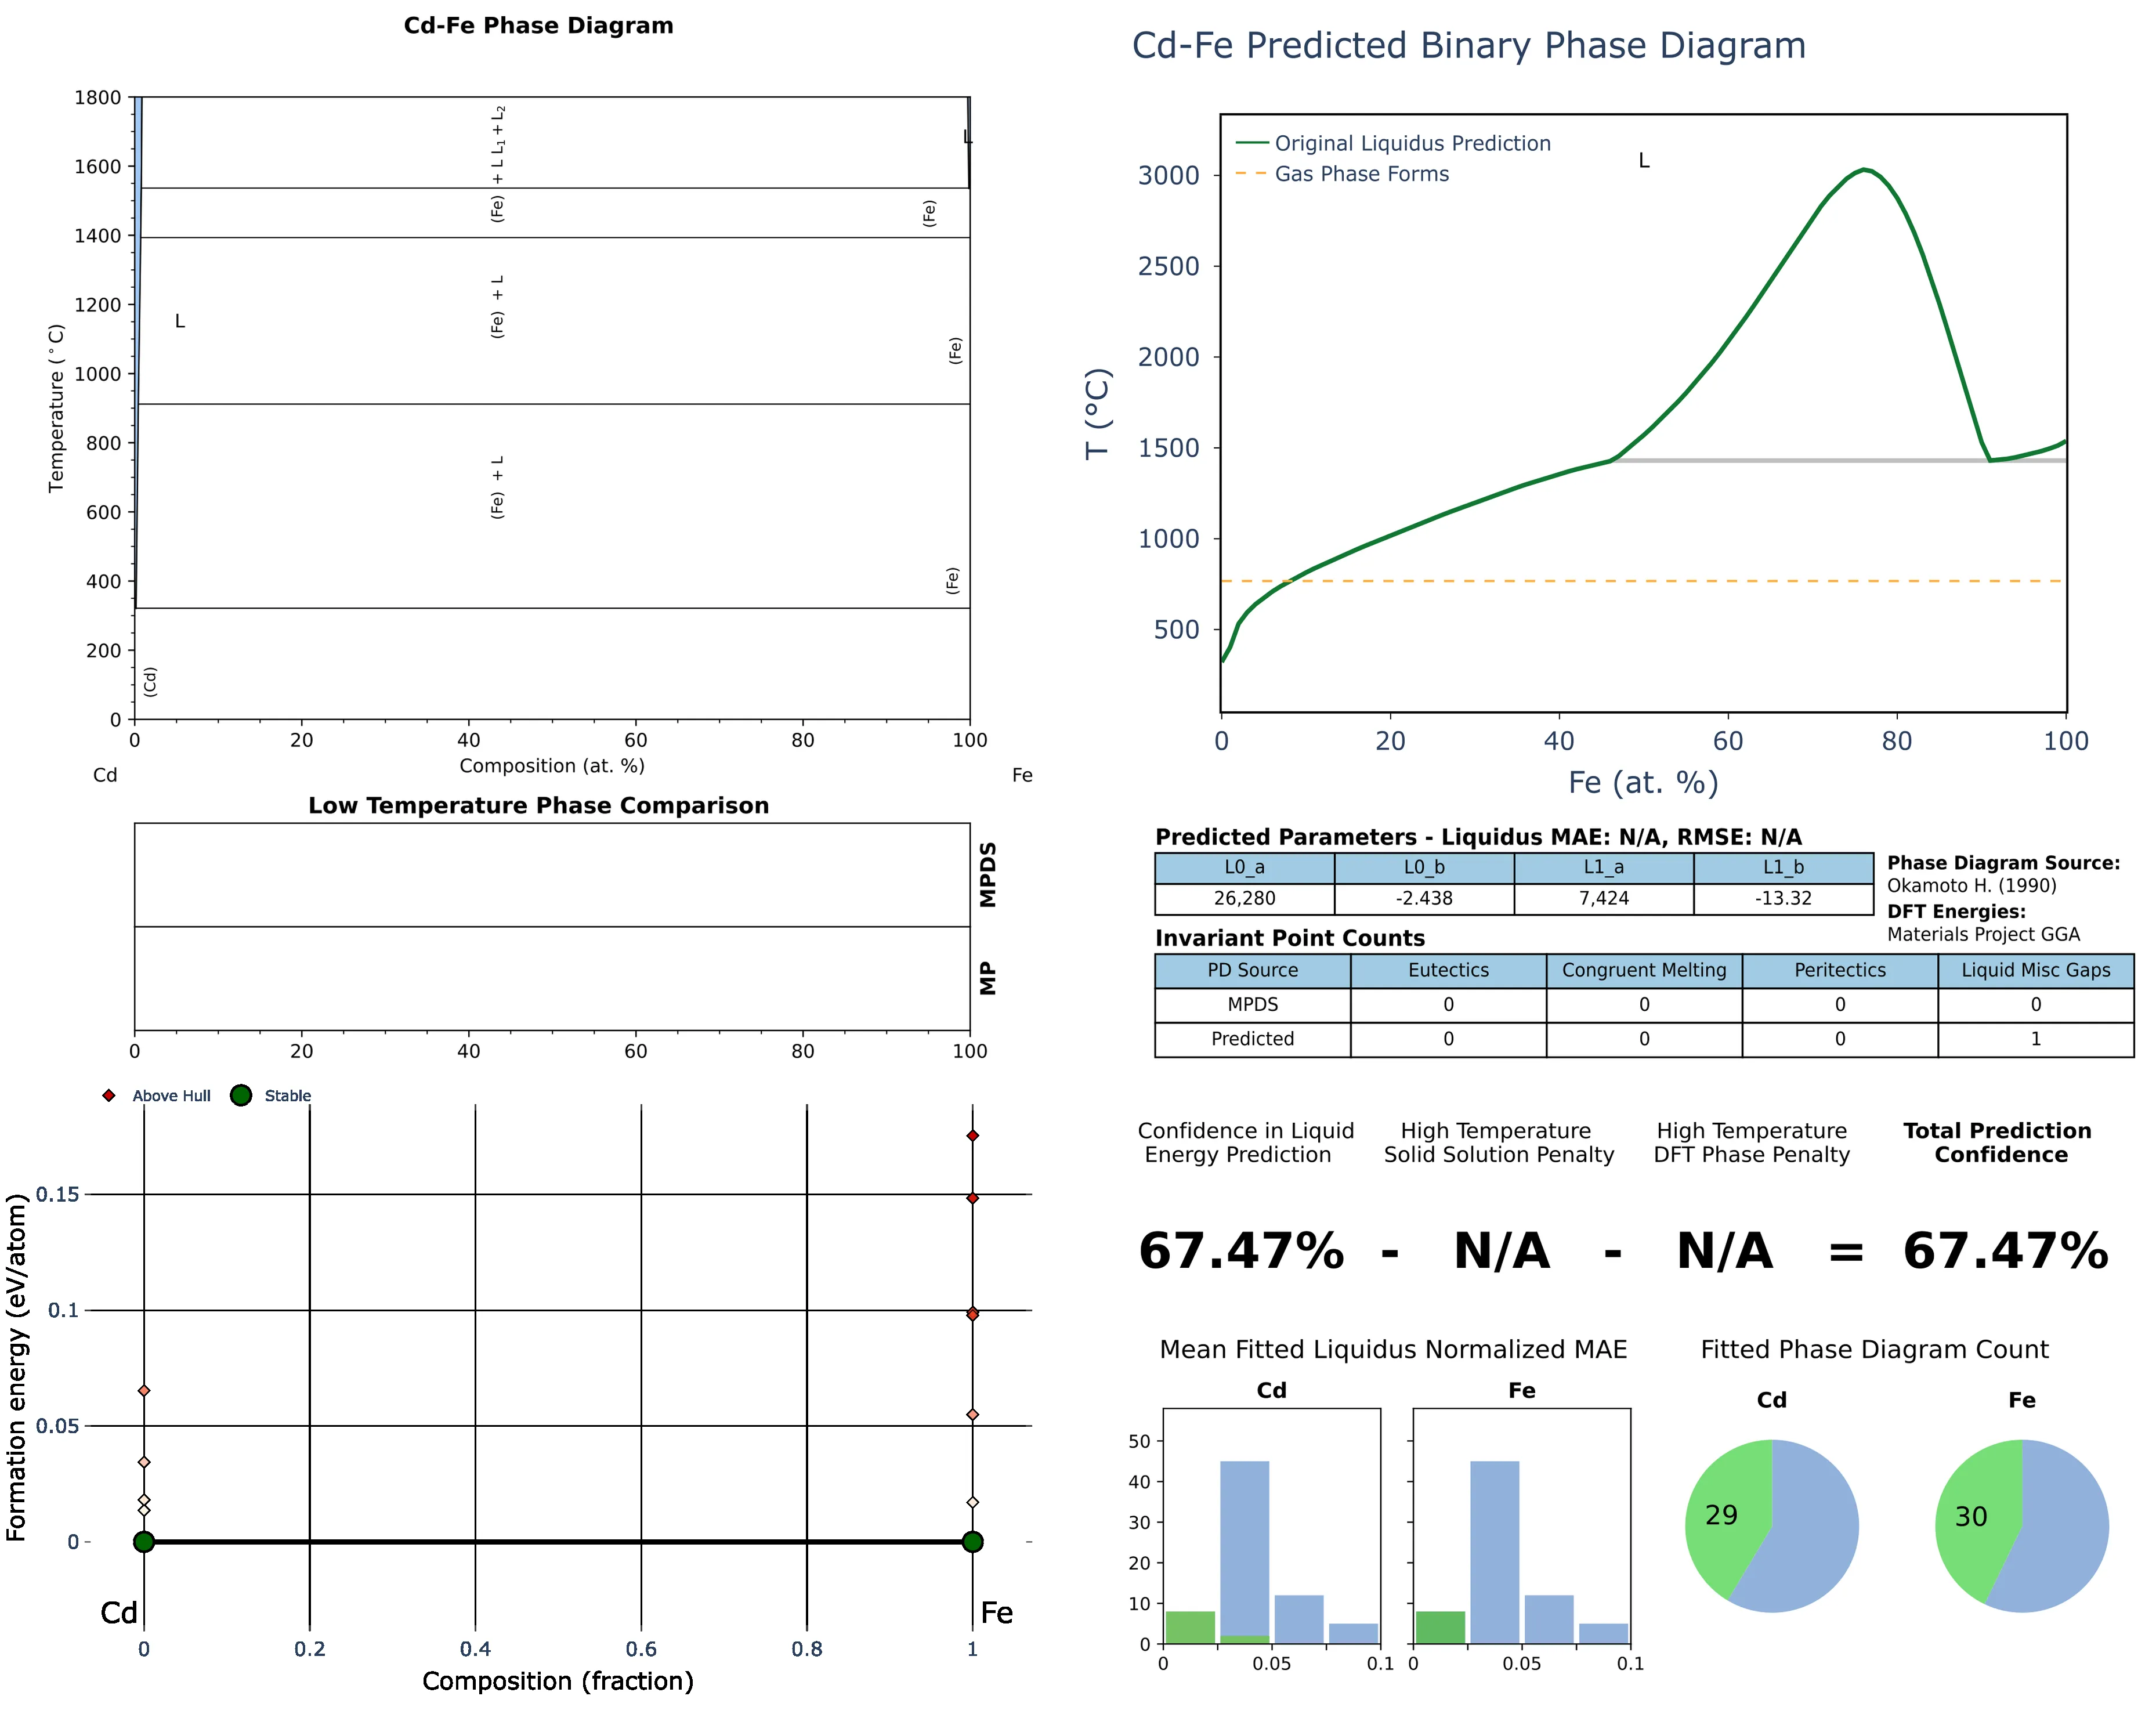 Cd-Fe Phase Diagram
1800
1600
1400
1200
1000
800
600
400
200
0
Temperature (°C)
L
(Fe) + L L₁ + L₂
(Fe) + L
(Fe) + L
L
(Fe)
(Fe)
(Fe)
(Cd)
0 20 40 60 80 100
Composition (at. %)
Cd Fe
Low Temperature Phase Comparison
MPDS
MP
0 20 40 60 80 100
Above Hull Stable
0.15
0.1
0.05
0
Formation energy (eV/atom)
Cd Fe
0 0.2 0.4 0.6 0.8 1
Composition (fraction)
Cd-Fe Predicted Binary Phase Diagram
Original Liquidus Prediction
Gas Phase Forms
L
3000
2500
2000
1500
1000
500
T (°C)
0 20 40 60 80 100
Fe (at. %)
Predicted Parameters - Liquidus MAE: N/A, RMSE: N/A
L0_a L0_b L1_a L1_b
26,280 -2.438 7,424 -13.32
Phase Diagram Source:
Okamoto H. (1990)
DFT Energies:
Materials Project GGA
Invariant Point Counts
PD Source Eutectics Congruent Melting Peritectics Liquid Misc Gaps
MPDS 0 0 0 0
Predicted 0 0 0 1
Confidence in Liquid
Energy Prediction
High Temperature
Solid Solution Penalty
High Temperature
DFT Phase Penalty
Total Prediction
Confidence
67.47% - N/A - N/A = 67.47%
Mean Fitted Liquidus Normalized MAE
Cd Fe
50
40
30
20
10
0
0 0.05 0.1 0 0.05 0.1
Fitted Phase Diagram Count
Cd Fe
29 30